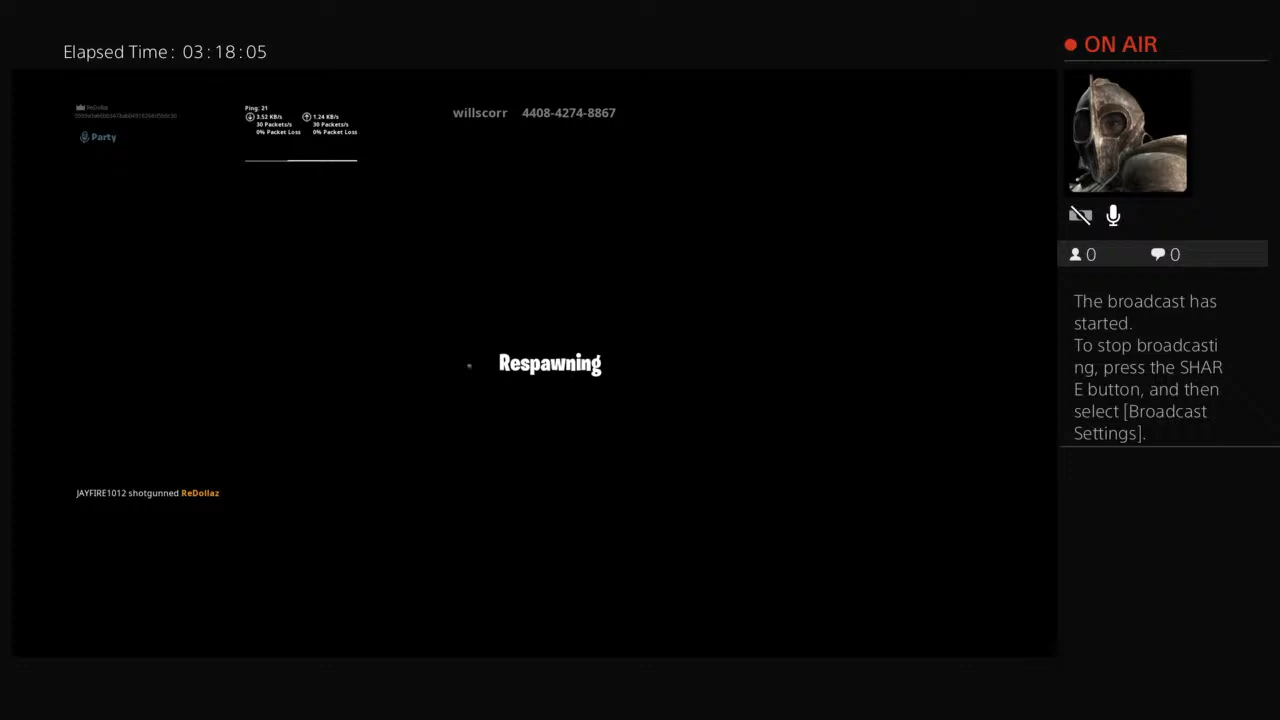 Elapsed Time: 03:18:05
ON AIR
ReDollaz
Party
Ping: 21
3.52 KB/s
30 Packets/s
0% Packet Loss
1.24 KB/s
30 Packets/s
0% Packet Loss
willscorr 4408-4274-8867
0 0
The broadcast has
started.
To stop broadcasti
ng, press the SHAR
E button, and then
select [Broadcast
Settings].
Respawning
JAYFIRE1012 shotgunned ReDollaz